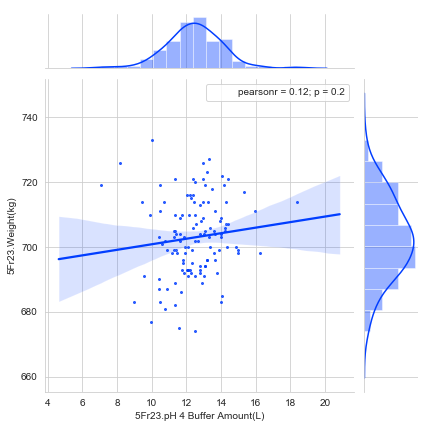 pearsonr = 0.12; p = 0.2
740
720
700
680
660
5Fr23.Weight(kg)
4 6 8 10 12 14 16 18 20
5Fr23.pH 4 Buffer Amount(L)